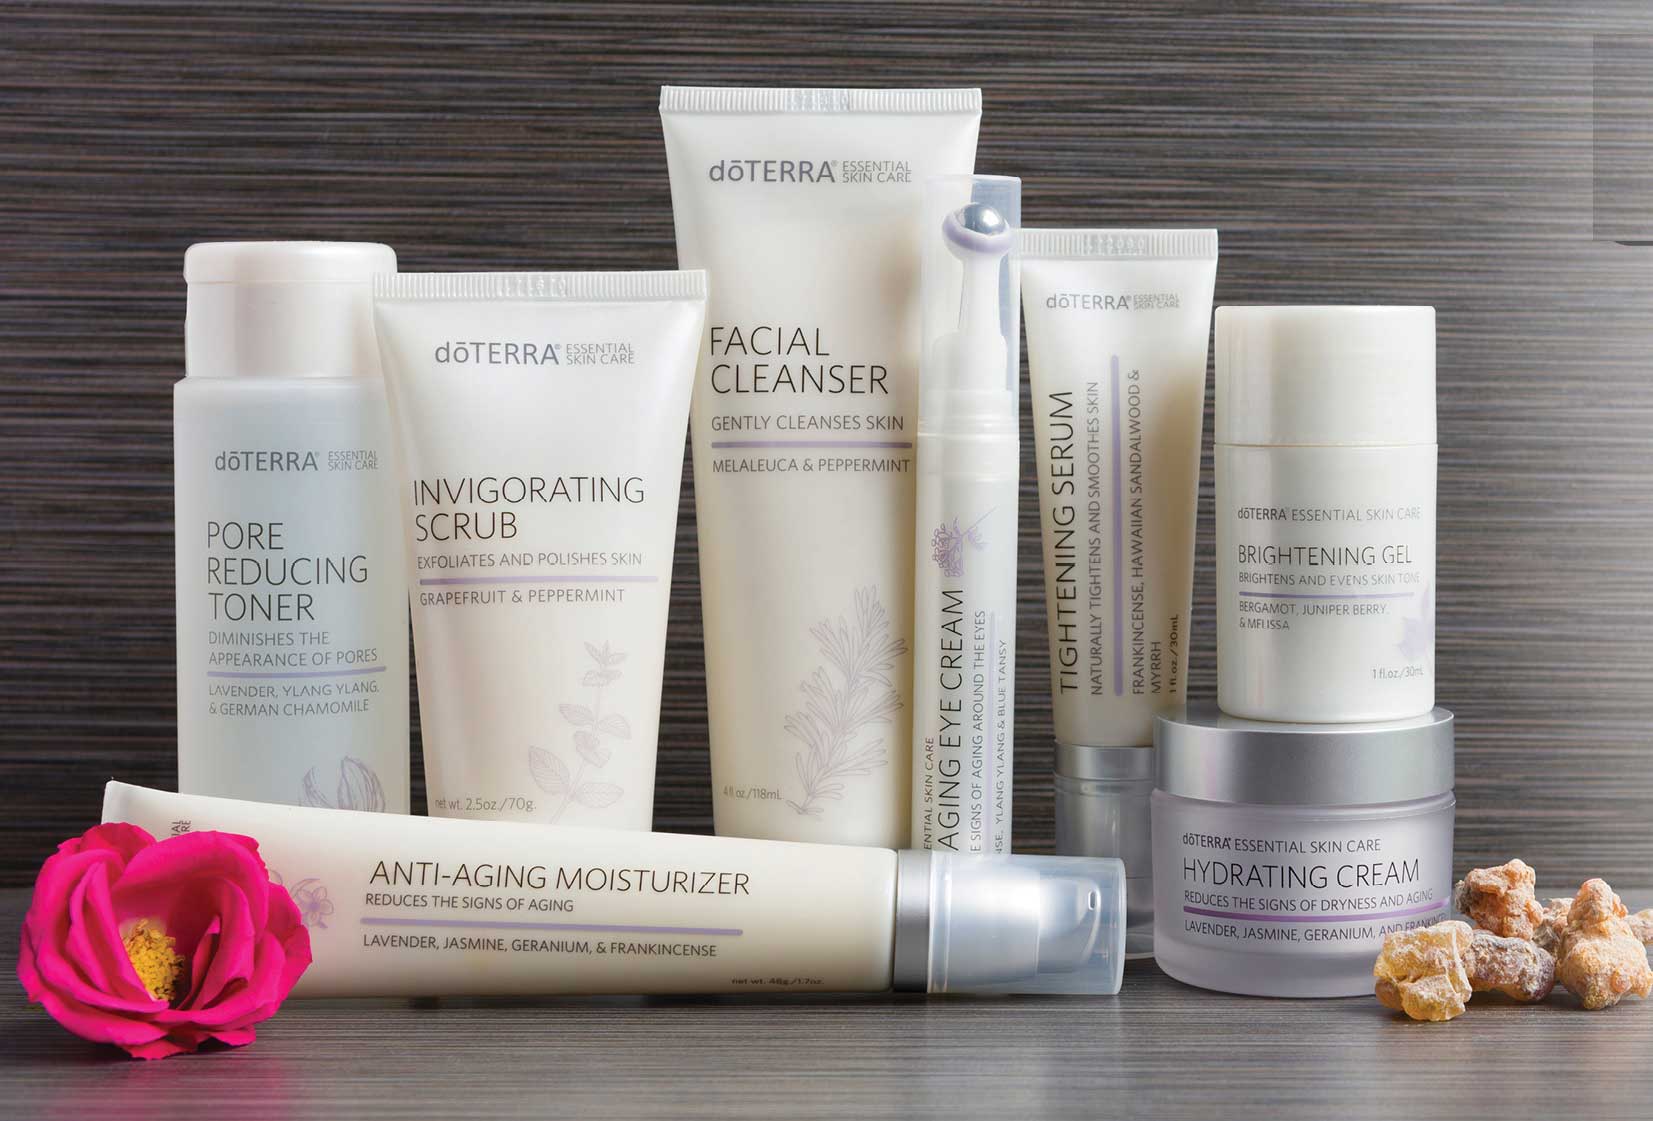 dōTERRA® ESSENTIAL
SKIN CARE
PORE
REDUCING
TONER
DIMINISHES THE
APPEARANCE OF PORES
LAVENDER, YLANG YLANG,
& GERMAN CHAMOMILE
dōTERRA® ESSENTIAL
SKIN CARE
INVIGORATING
SCRUB
EXFOLIATES AND POLISHES SKIN
GRAPEFRUIT & PEPPERMINT
net wt. 2.5oz./70g.
dōTERRA® ESSENTIAL
SKIN CARE
FACIAL
CLEANSER
GENTLY CLEANSES SKIN
MELALEUCA & PEPPERMINT
4 fl.oz./118mL
SKIN CARE
AGING EYE CREAM
SIGNS OF AGING AROUND THE EYES
YLANG YLANG & BLUE TANSY
dōTERRA® ESSENTIAL
SKIN CARE
TIGHTENING SERUM
NATURALLY TIGHTENS AND SMOOTHES SKIN
FRANKINCENSE, HAWAIIAN SANDALWOOD &
MYRRH
1 fl.oz./30mL
dōTERRA® ESSENTIAL SKIN CARE
BRIGHTENING GEL
BRIGHTENS AND EVENS SKIN TONE
BERGAMOT, JUNIPER BERRY,
& MELISSA
1 fl.oz./30mL
ANTI-AGING MOISTURIZER
REDUCES THE SIGNS OF AGING
LAVENDER, JASMINE, GERANIUM, & FRANKINCENSE
net wt. 48g./1.7oz.
dōTERRA® ESSENTIAL SKIN CARE
HYDRATING CREAM
REDUCES THE SIGNS OF DRYNESS AND AGING
LAVENDER, JASMINE, GERANIUM, AND